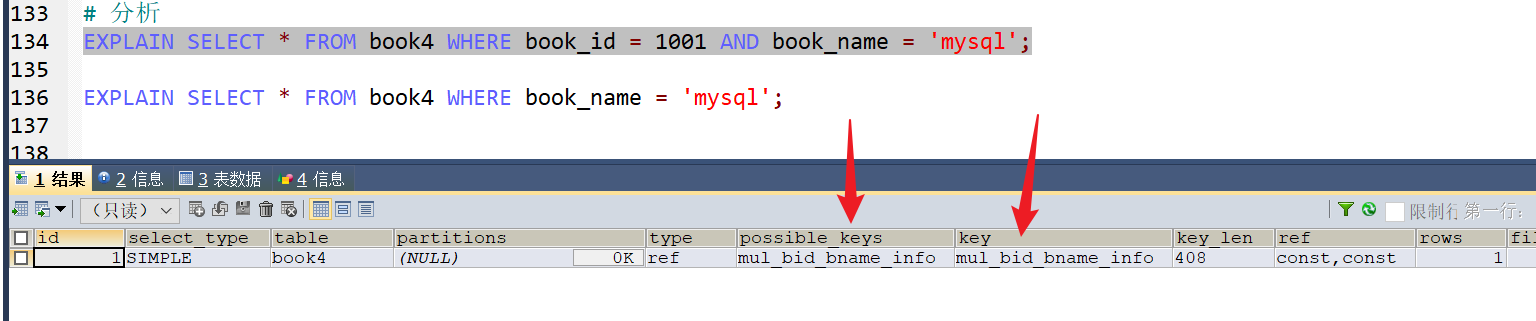 133 # 分析
134 EXPLAIN SELECT * FROM book4 WHERE book_id = 1001 AND book_name = 'mysql';
135
136 EXPLAIN SELECT * FROM book4 WHERE book_name = 'mysql';
137
138
1 结果 2 信息 3 表数据 4 信息
（只读） 限制行 第一行:
id select_type table partitions type possible_keys key key_len ref rows fil
1 SIMPLE book4 (NULL) 0K ref mul_bid_bname_info mul_bid_bname_info 408 const,const 1